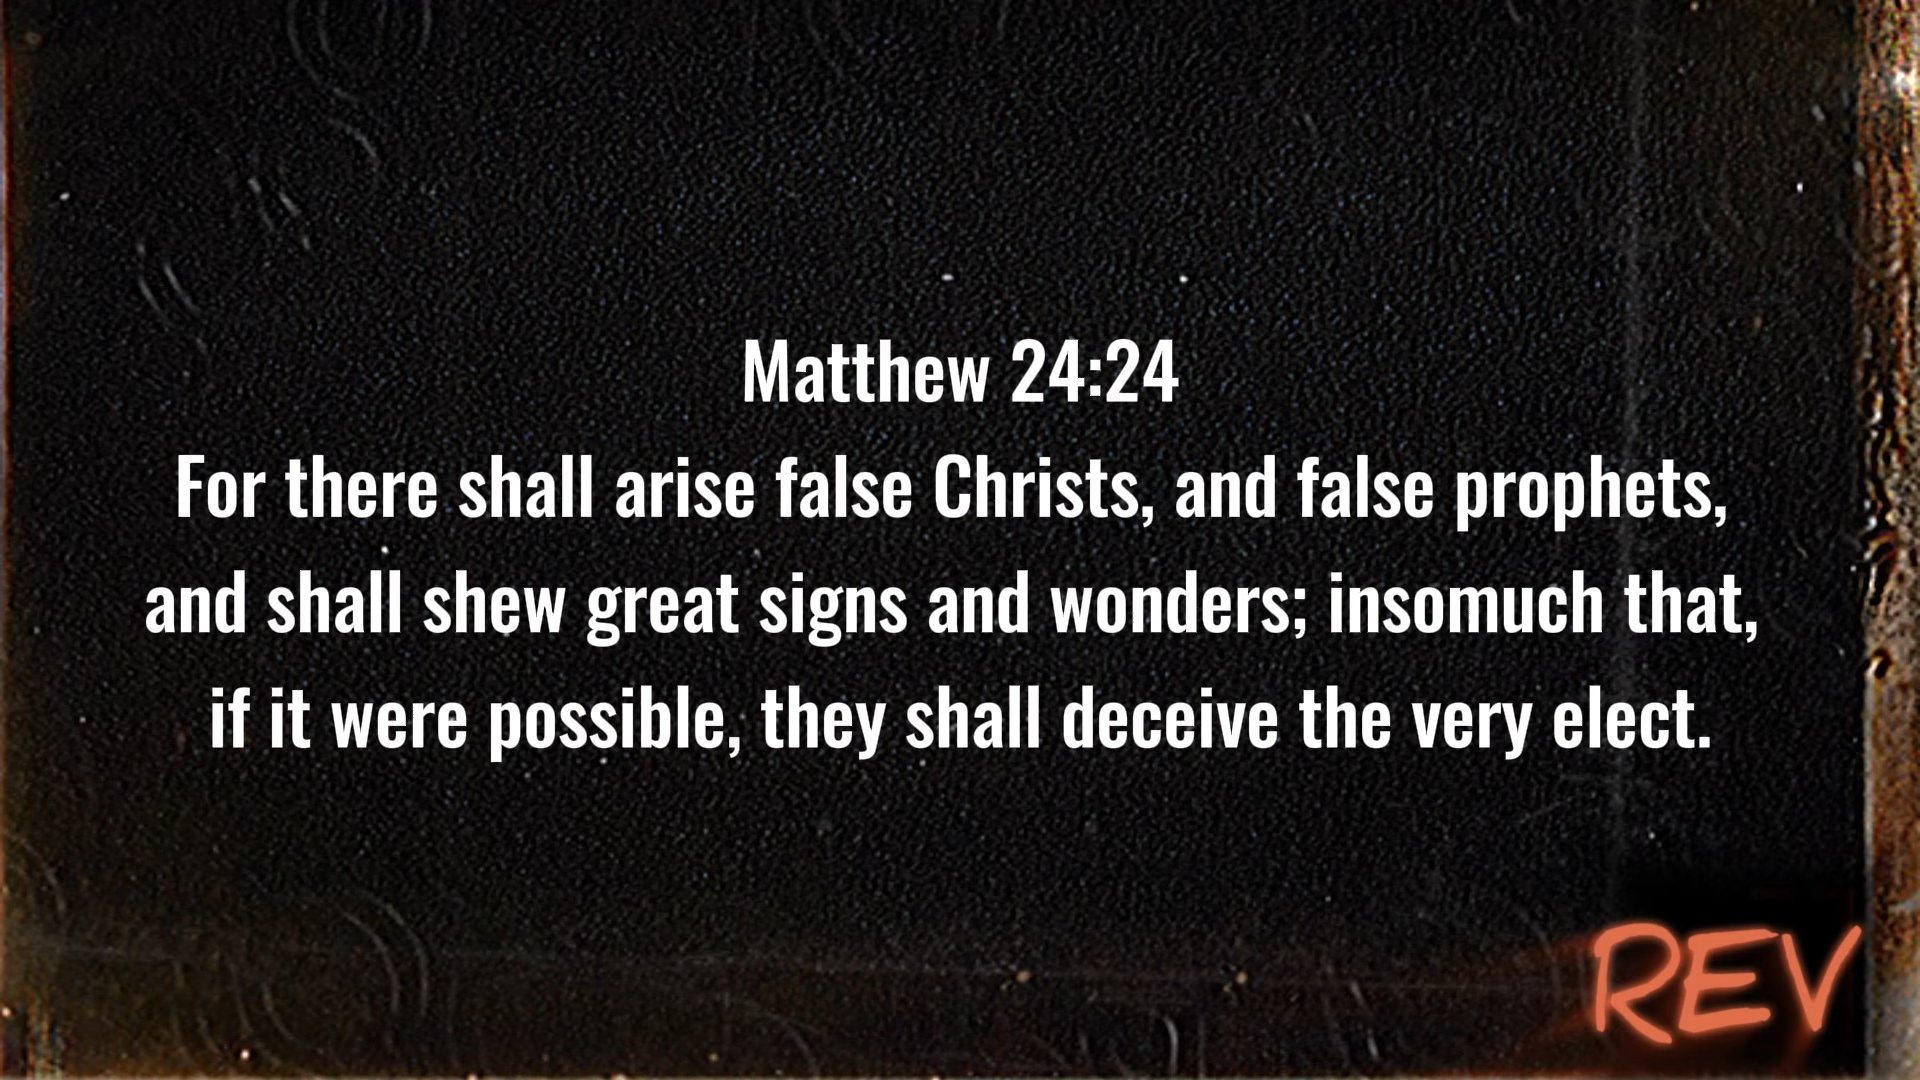 Matthew 24:24
For there shall arise false Christs, and false prophets,
and shall shew great signs and wonders; insomuch that,
if it were possible, they shall deceive the very elect.
REV